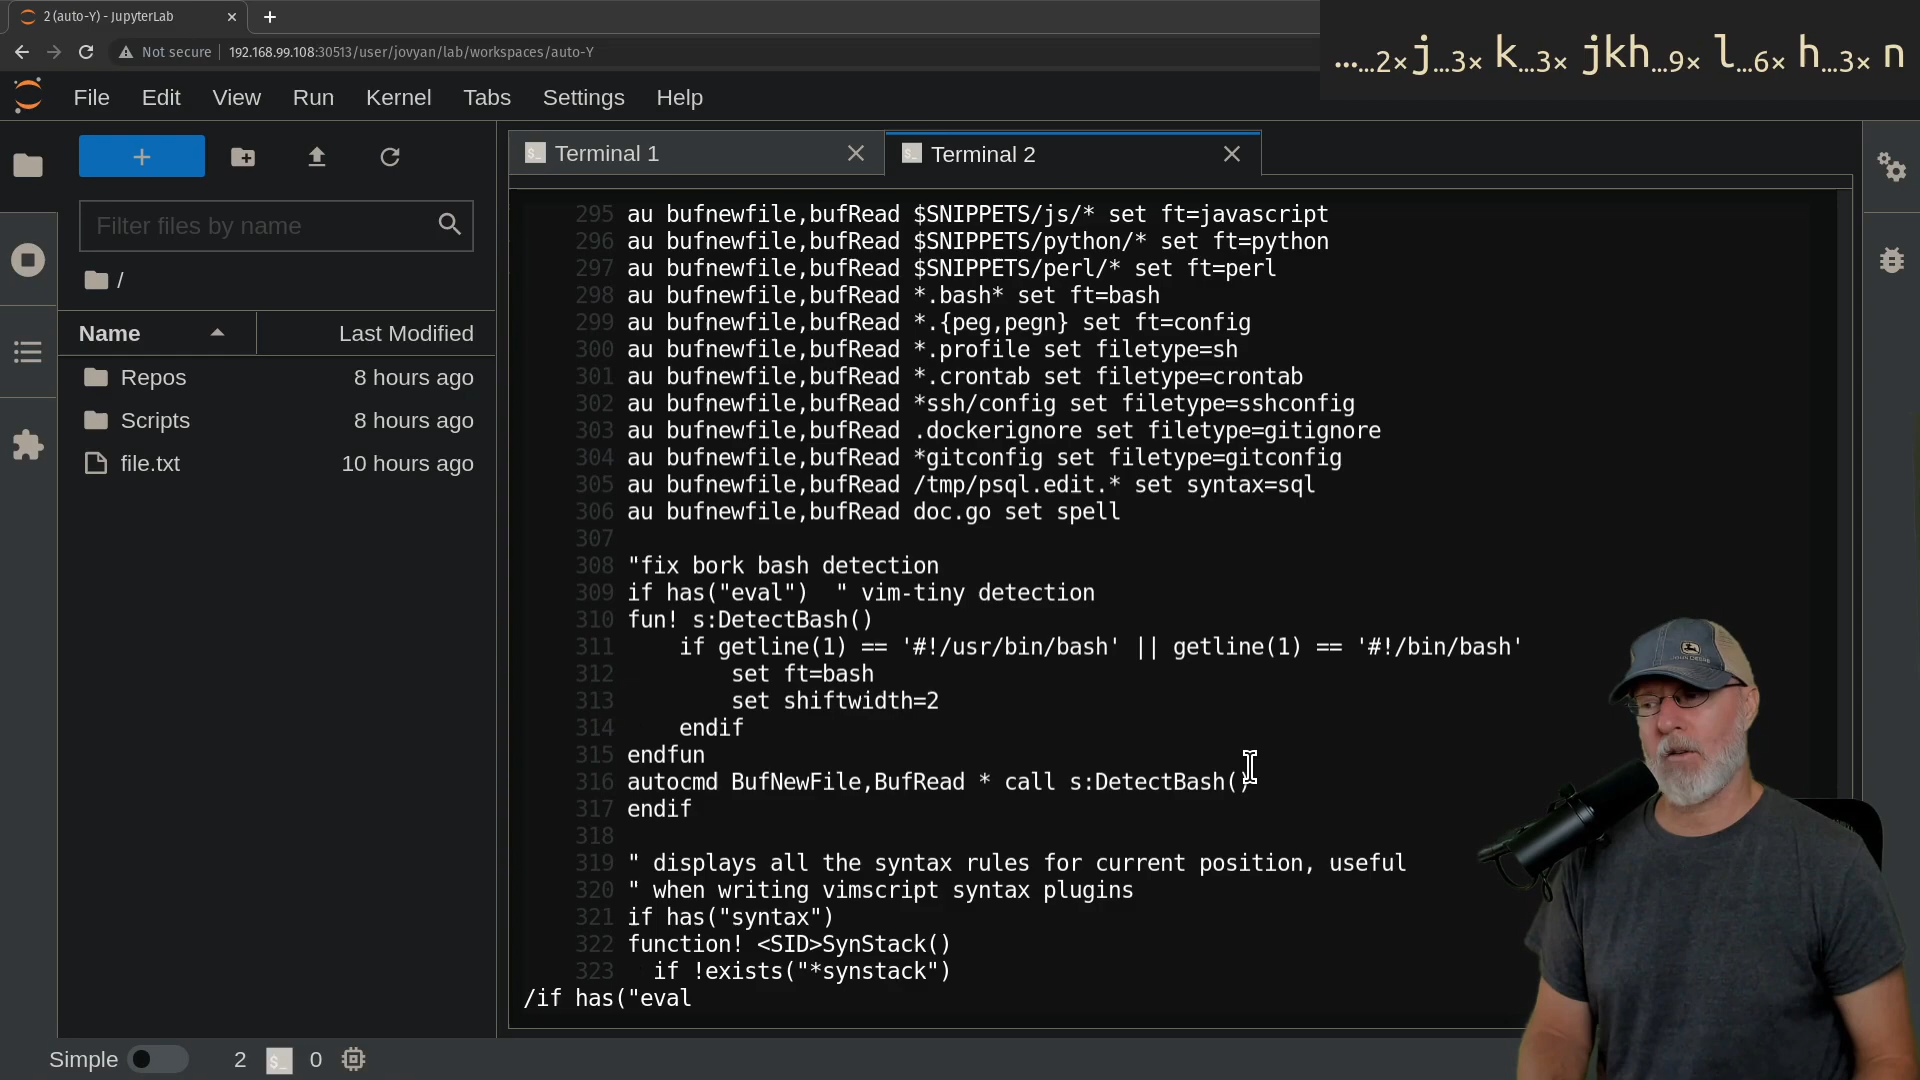 2 (auto-Y) - JupyterLab
Not secure 192.168.99.108:30513/user/jovyan/lab/workspaces/auto-Y
……2×j…3× k…3× jkh…9× l…6× h…3× n
File Edit View Run Kernel Tabs Settings Help
Terminal 1
Terminal 2
Filter files by name
/
Name Last Modified
Repos 8 hours ago
Scripts 8 hours ago
file.txt 10 hours ago
295 au bufnewfile,bufRead $SNIPPETS/js/* set ft=javascript
296 au bufnewfile,bufRead $SNIPPETS/python/* set ft=python
297 au bufnewfile,bufRead $SNIPPETS/perl/* set ft=perl
298 au bufnewfile,bufRead *.bash* set ft=bash
299 au bufnewfile,bufRead *.{peg,pegn} set ft=config
300 au bufnewfile,bufRead *.profile set filetype=sh
301 au bufnewfile,bufRead *.crontab set filetype=crontab
302 au bufnewfile,bufRead *ssh/config set filetype=sshconfig
303 au bufnewfile,bufRead .dockerignore set filetype=gitignore
304 au bufnewfile,bufRead *gitconfig set filetype=gitconfig
305 au bufnewfile,bufRead /tmp/psql.edit.* set syntax=sql
306 au bufnewfile,bufRead doc.go set spell
307
308 "fix bork bash detection
309 if has("eval")  " vim-tiny detection
310 fun! s:DetectBash()
311     if getline(1) == '#!/usr/bin/bash' || getline(1) == '#!/bin/bash'
312         set ft=bash
313         set shiftwidth=2
314     endif
315 endfun
316 autocmd BufNewFile,BufRead * call s:DetectBash()
317 endif
318
319 " displays all the syntax rules for current position, useful
320 " when writing vimscript syntax plugins
321 if has("syntax")
322 function! <SID>SynStack()
323   if !exists("*synstack")
/if has("eval
Simple 2 $_ 0